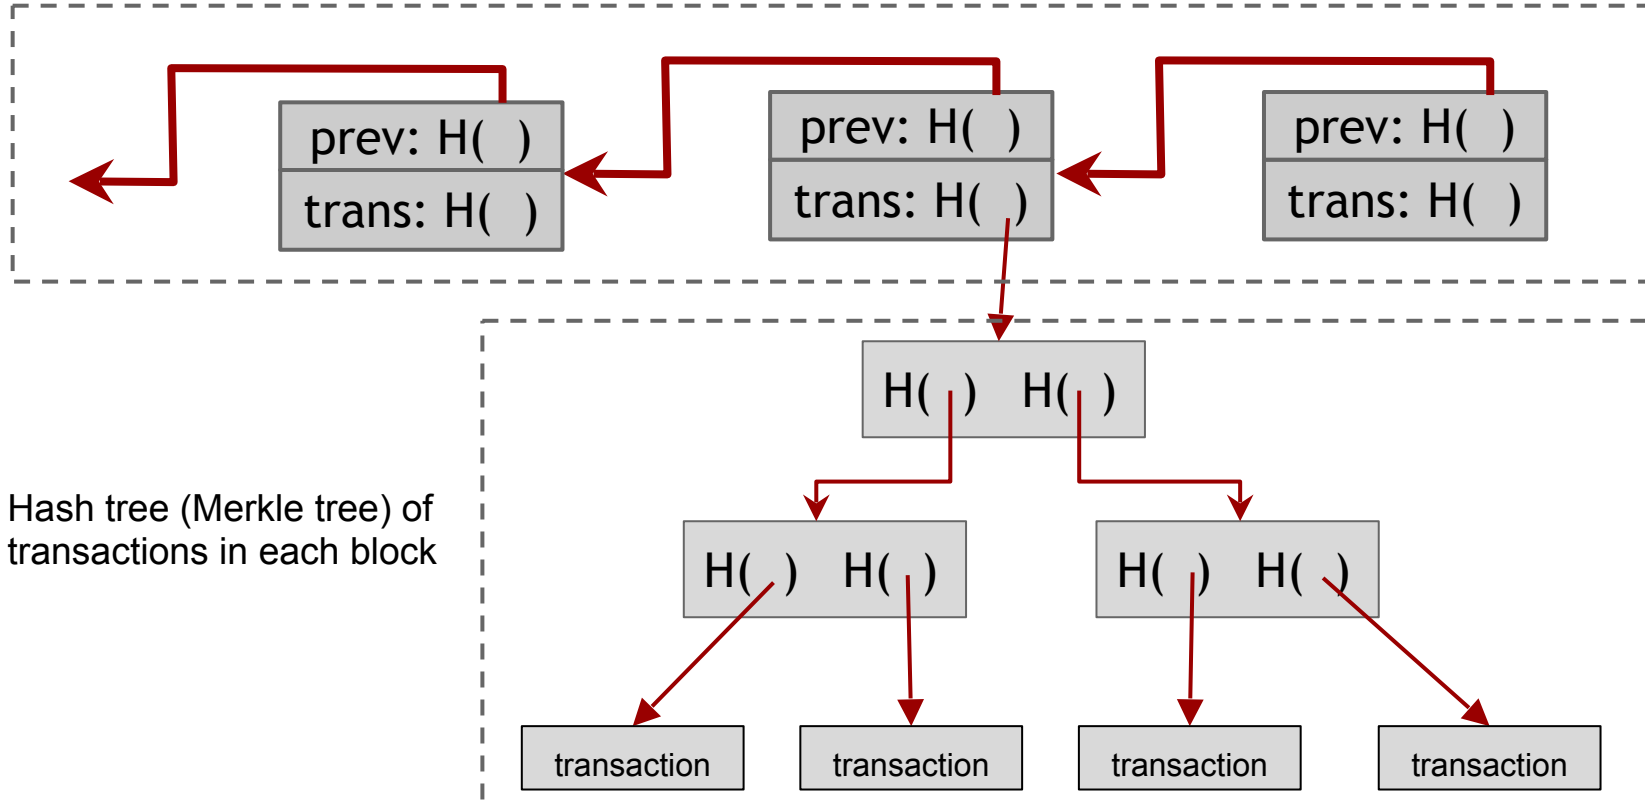 prev: H( )
prev: H( )
prev: H( )
trans: H( )
trans: H( )
trans: H( )
H( ) H( )
Hash tree (Merkle tree) of
transactions in each block
H( ) H( )
H( ) H( )
transaction
transaction
transaction
transaction